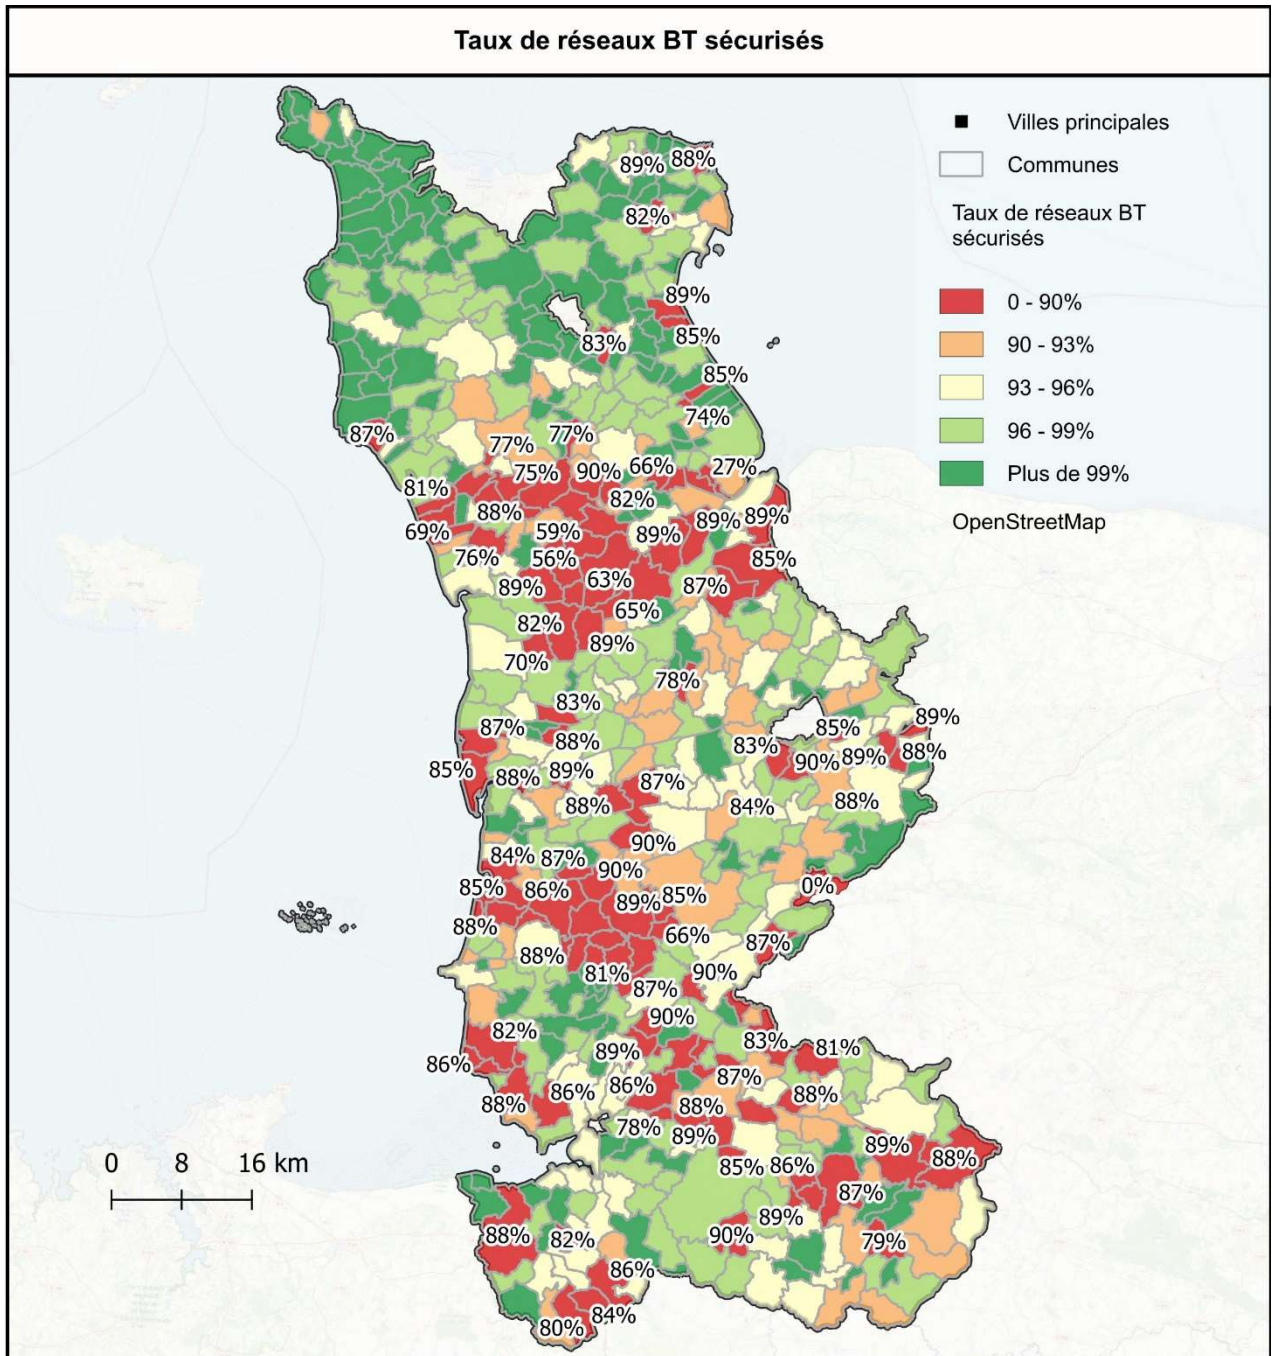 Taux de réseaux BT sécurisés
Villes principales
Communes
Taux de réseaux BT
sécurisés
0 - 90%
90 - 93%
93 - 96%
96 - 99%
Plus de 99%
OpenStreetMap
89% 88%
82%
89%
83% 85%
85%
74%
87% 77% 77%
75% 90% 66% 27%
81% 88% 82%
69% 59% 89% 89% 89%
76% 56% 85%
89% 63% 87%
82% 65%
70% 89%
78%
83%
87% 88% 83% 85% 89%
85% 88% 89% 87% 90% 89% 88%
88% 84% 88%
84% 87% 90%
85% 86% 90% 89% 85% 0%
88% 66%
88% 81% 90% 87%
87%
82% 90%
86% 89% 83% 81%
88% 86% 86% 87%
78% 88% 88%
89% 85% 86% 89% 88%
87%
0 8 16 km
88% 82% 90% 89% 79%
86%
80% 84%